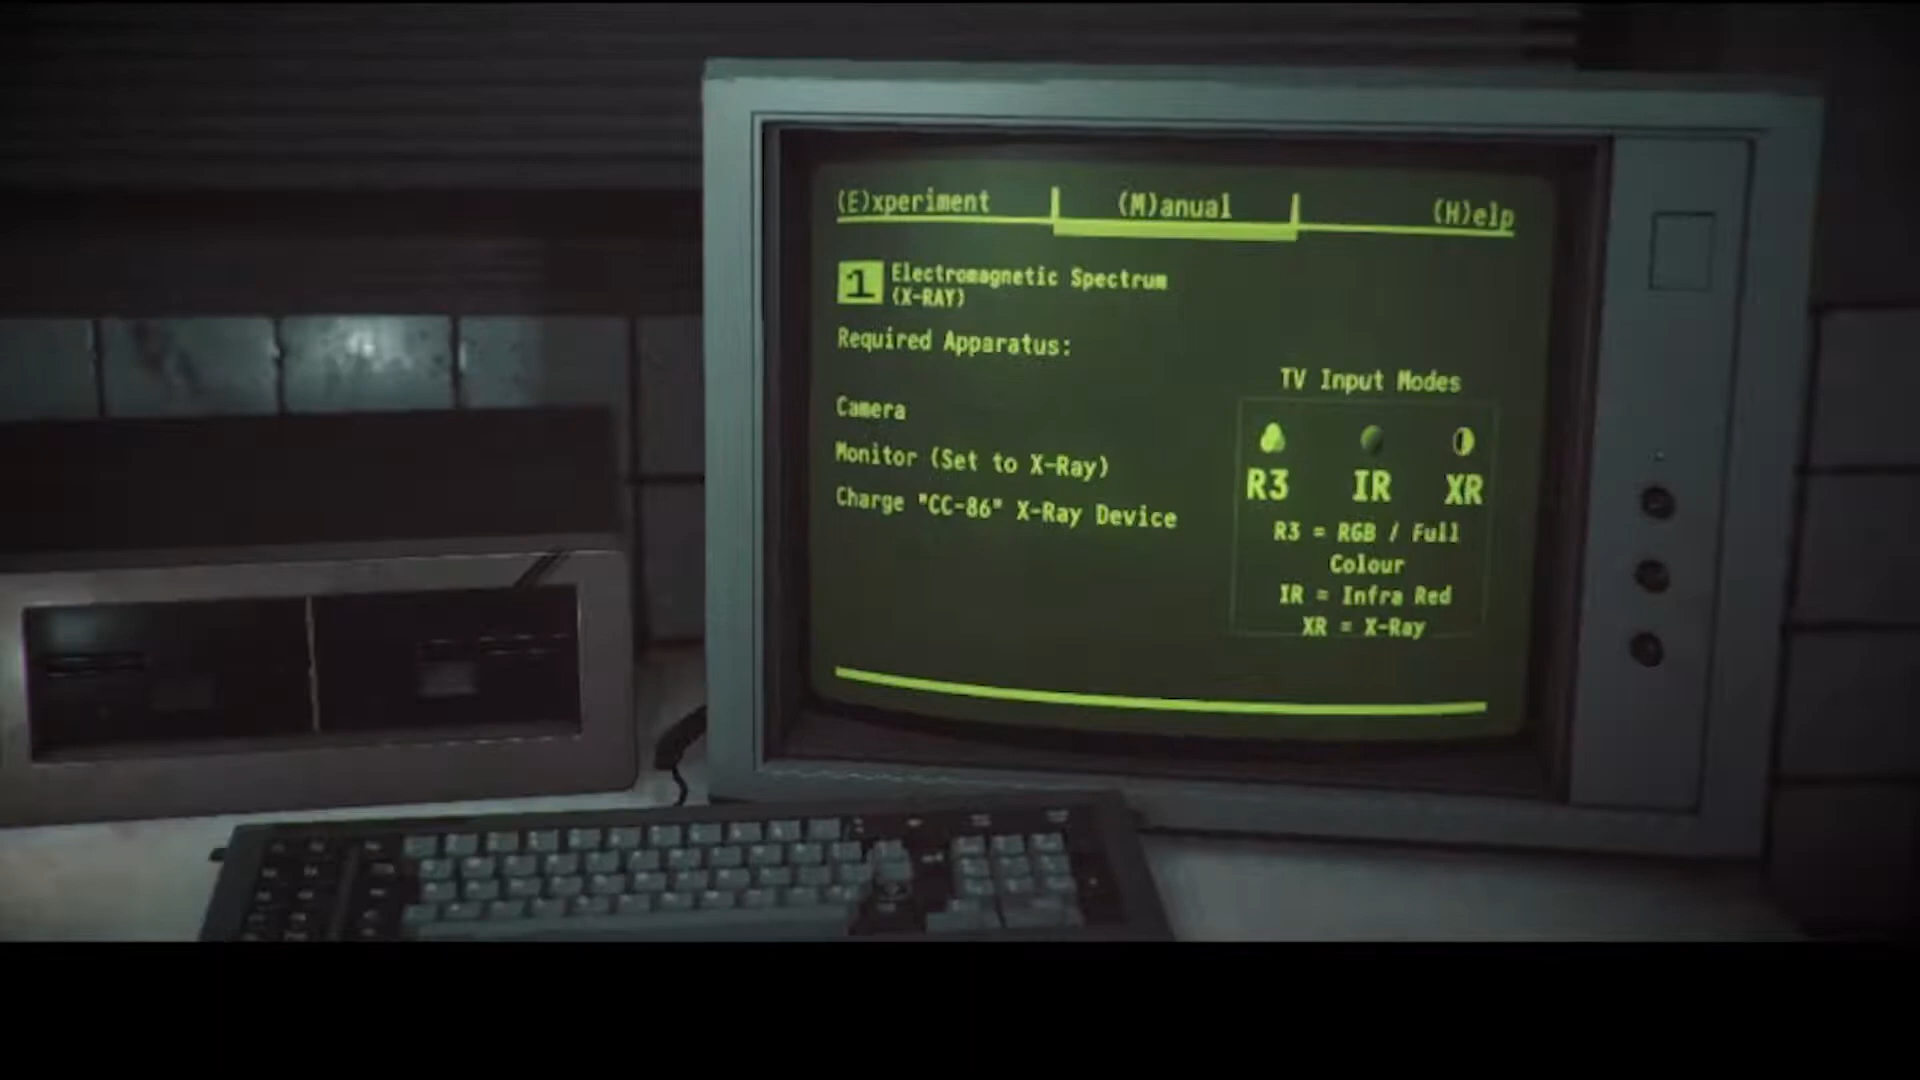 (E)xperiment
(M)anual
(H)elp
1
Electromagnetic Spectrum
(X-RAY)
Required Apparatus:
Camera
Monitor (Set to X-Ray)
Charge "CC-86" X-Ray Device
TV Input Modes
R3 IR XR
R3 = RGB / Full
Colour
IR = Infra Red
XR = X-Ray